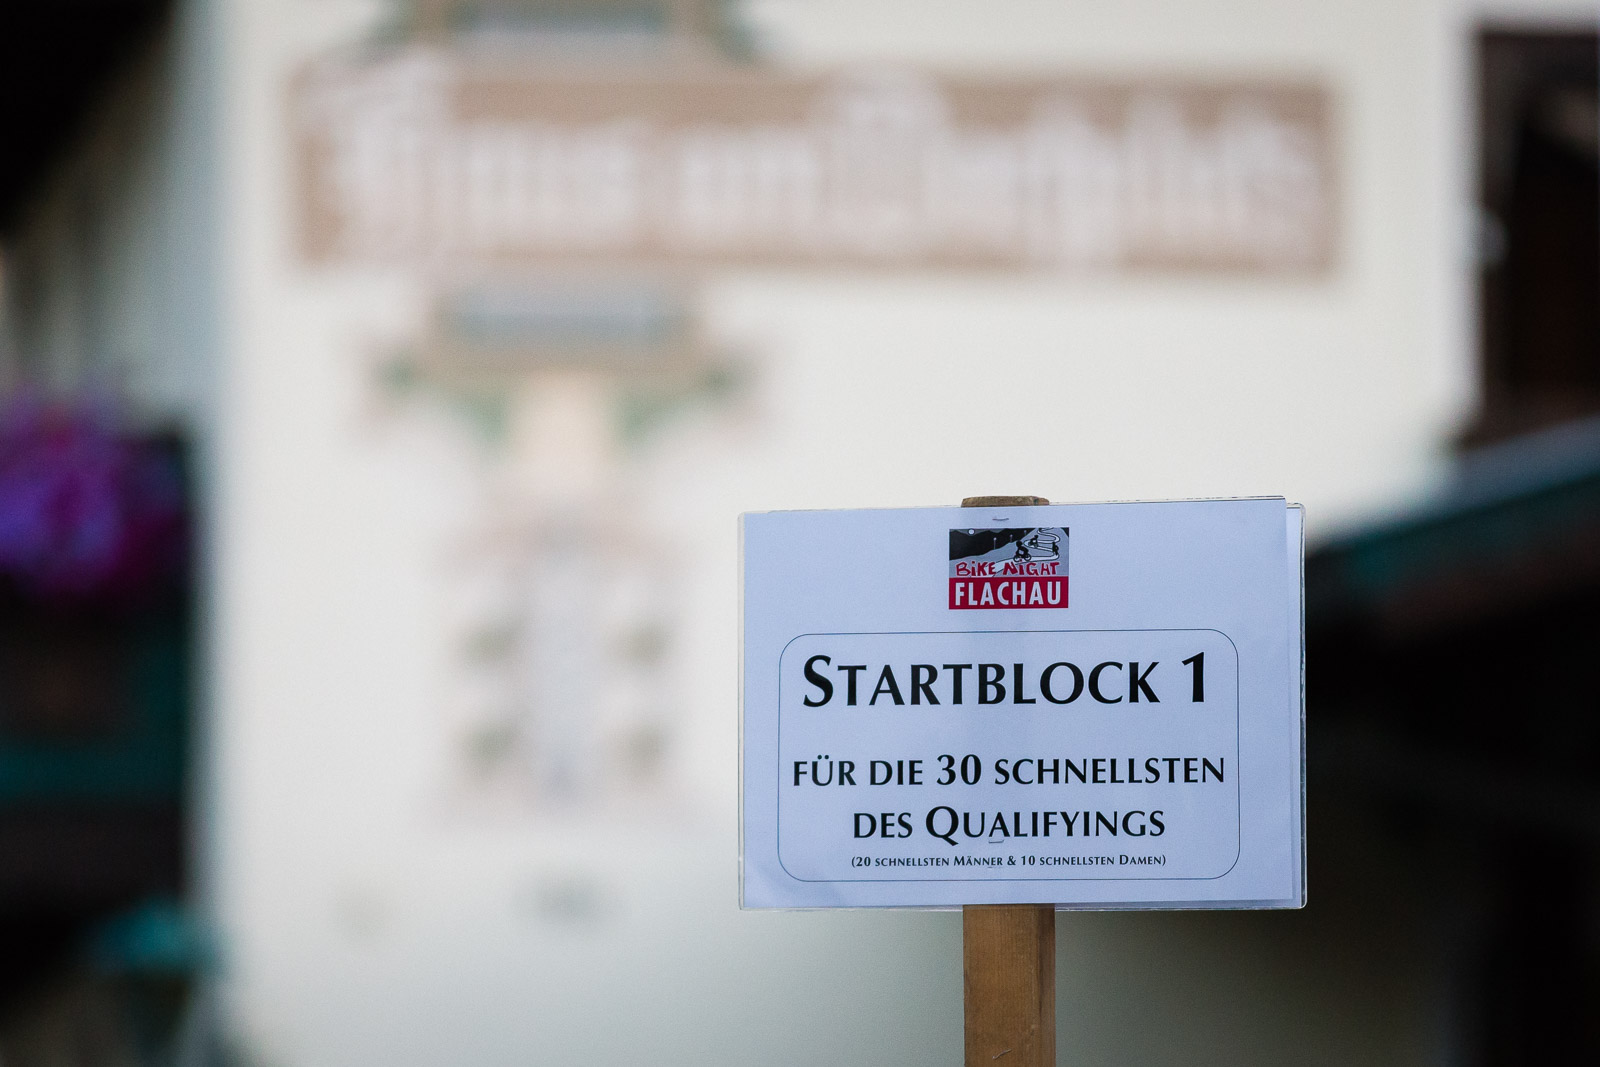 BIKE NIGHT
FLACHAU
STARTBLOCK 1
FÜR DIE 30 SCHNELLSTEN
DES QUALIFYINGS
(20 SCHNELLSTEN MÄNNER & 10 SCHNELLSTEN DAMEN)